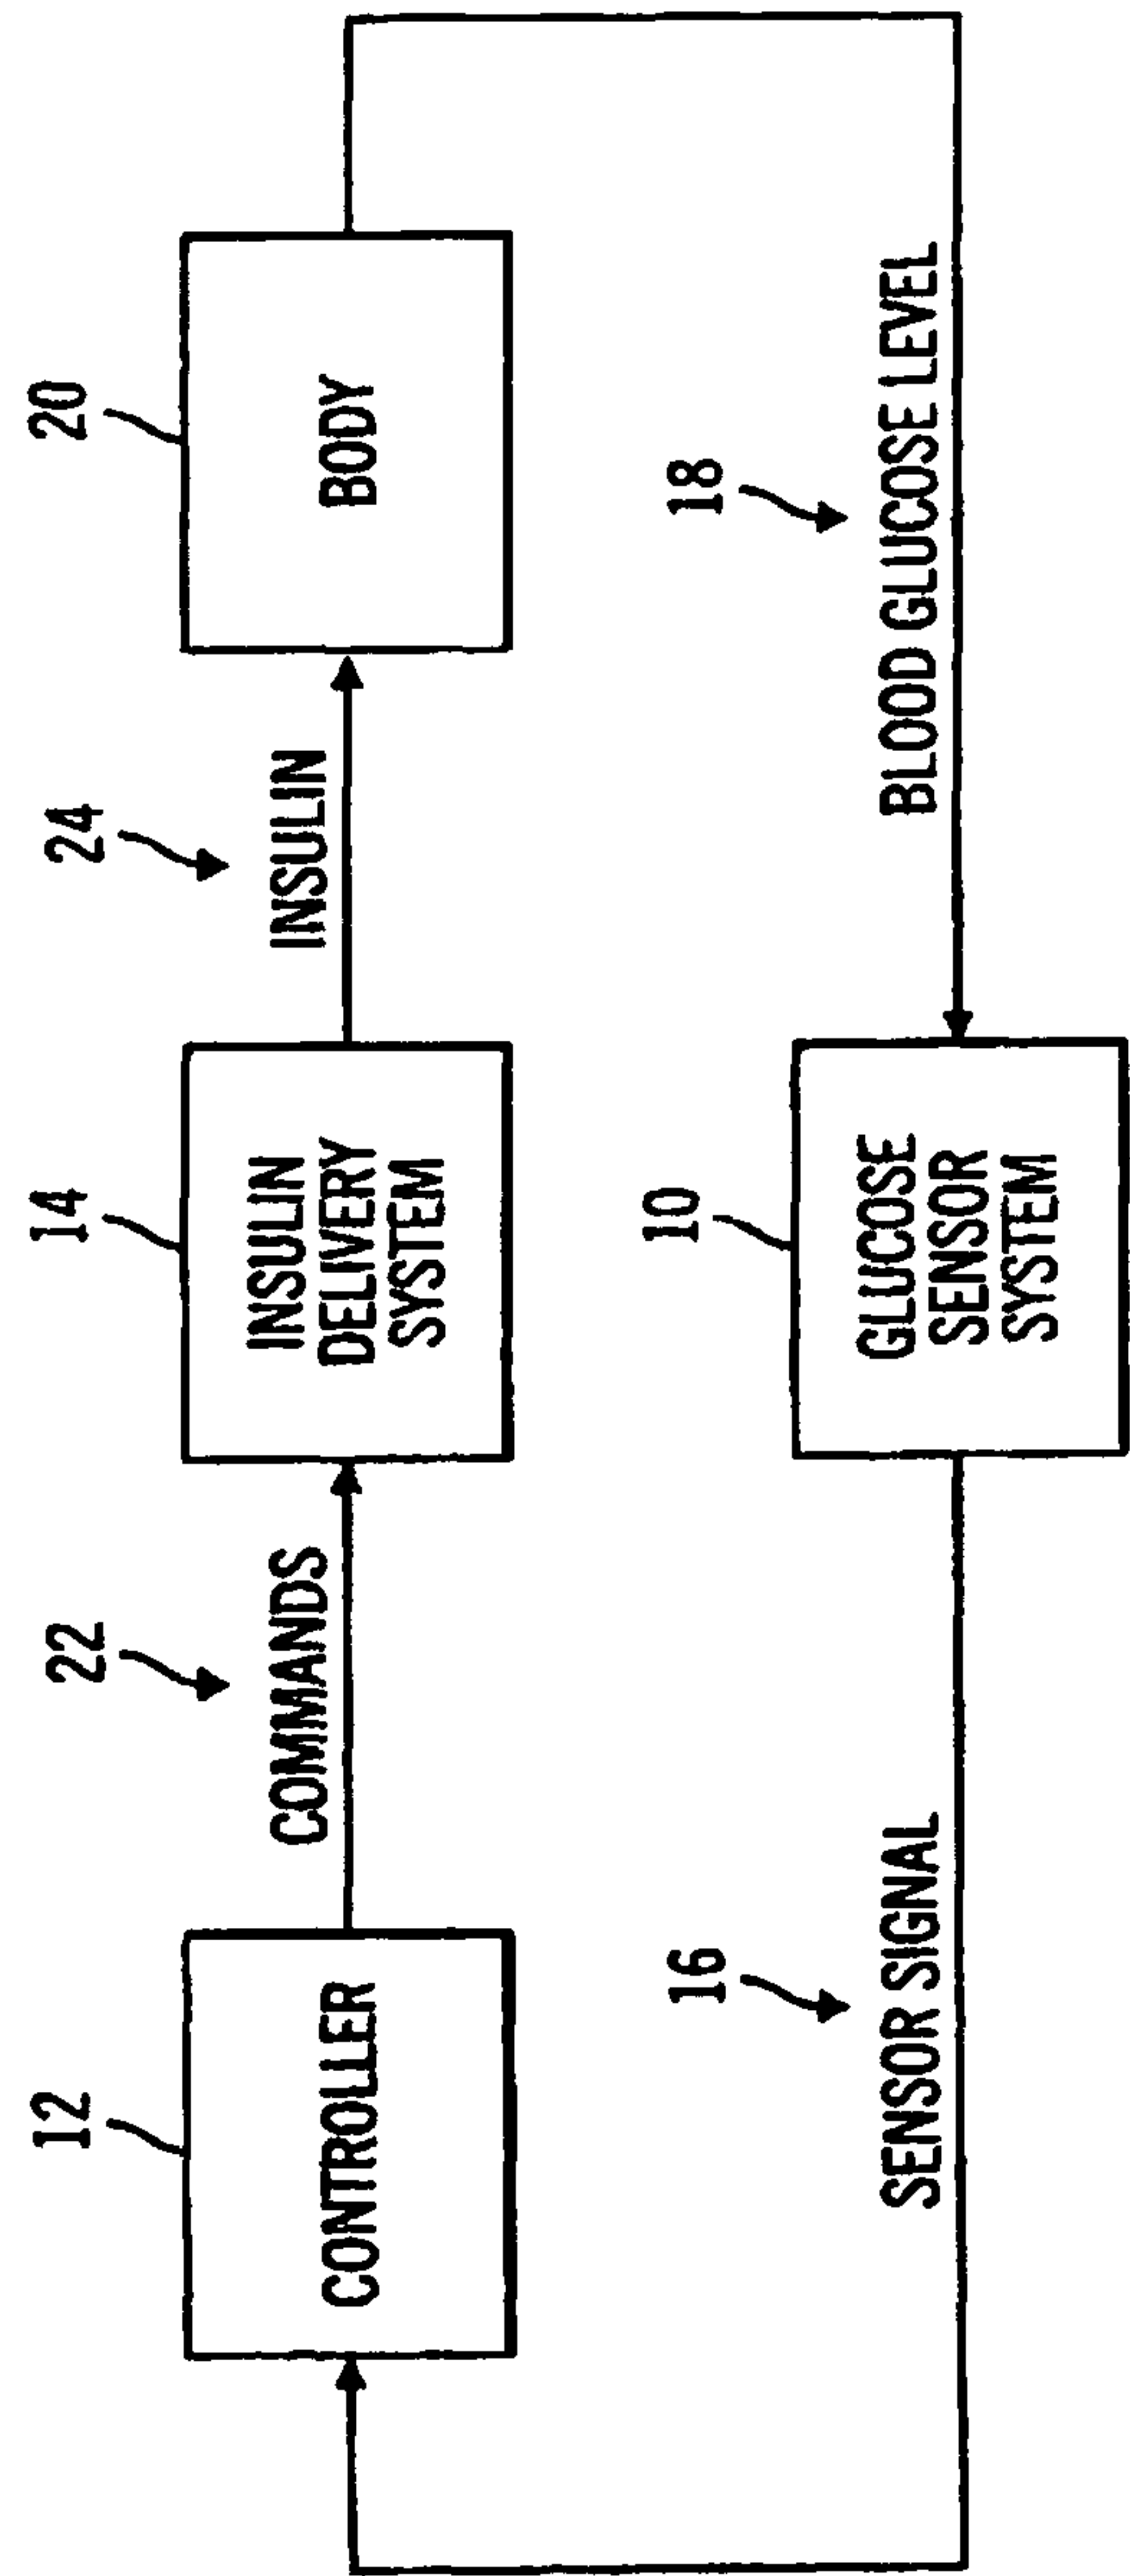 12
CONTROLLER
22
COMMANDS
14
INSULIN
DELIVERY
SYSTEM
24
INSULIN
20
BODY
16
SENSOR SIGNAL
10
GLUCOSE
SENSOR
SYSTEM
18
BLOOD GLUCOSE LEVEL